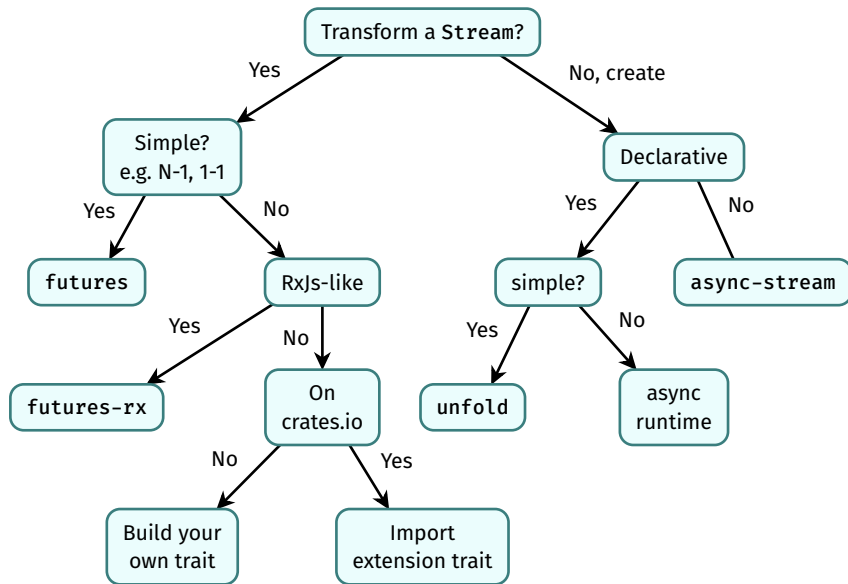 Transform a Stream?
Yes
No, create
Simple?
e.g. N-1, 1-1
Declarative
Yes
No
Yes
No
futures
RxJs-like
simple?
async-stream
Yes
No
Yes
No
futures-rx
On
crates.io
unfold
async
runtime
No
Yes
Build your
own trait
Import
extension trait